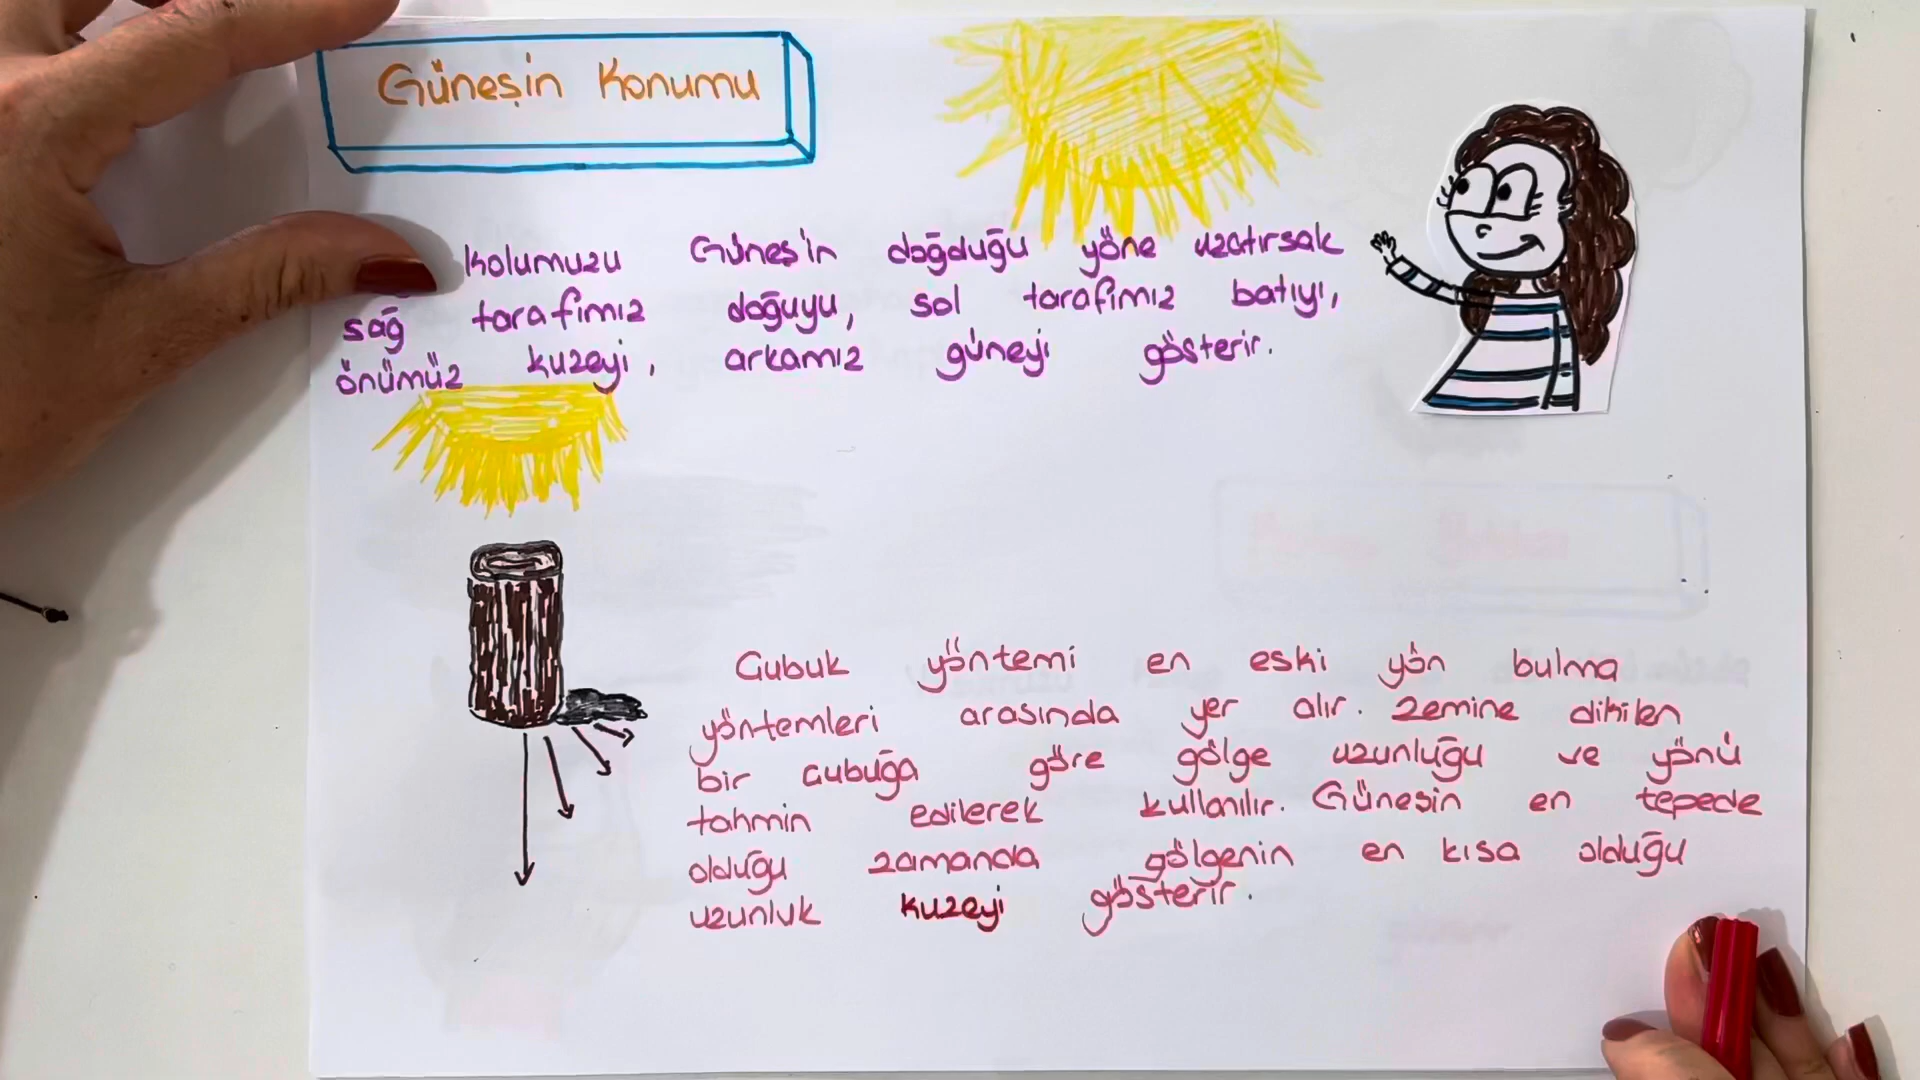 Güneşin Konumu
Kolumuzu Güneş'in doğduğu yöne uzatırsak
sağ tarafımız doğuyu, sol tarafımız batıyı,
önümüz kuzeyi, arkamız güneyi gösterir.
Çubuk yöntemi en eski yön bulma
yöntemleri arasında yer alır. Zemine dikilen
bir çubuğa göre gölge uzunluğu ve yönü
tahmin edilerek kullanılır. Güneşin en tepede
olduğu zamanda gölgenin en kısa olduğu
uzunluk kuzeyi gösterir.